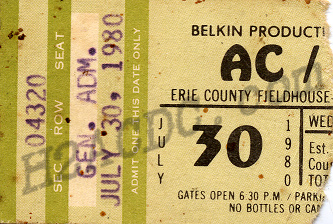 04320
SEC ROW SEAT
GEN. ADM.
JULY 30, 1980
ADMIT ONE THIS DATE ONLY
BELKIN PRODUCTI
AC /
ERIE COUNTY FIELDHOUSE
JULY
30
1980
WED
Est.
Cou
TOT
GATES OPEN 6:30 P.M. / PARKI
NO BOTTLES OR CA